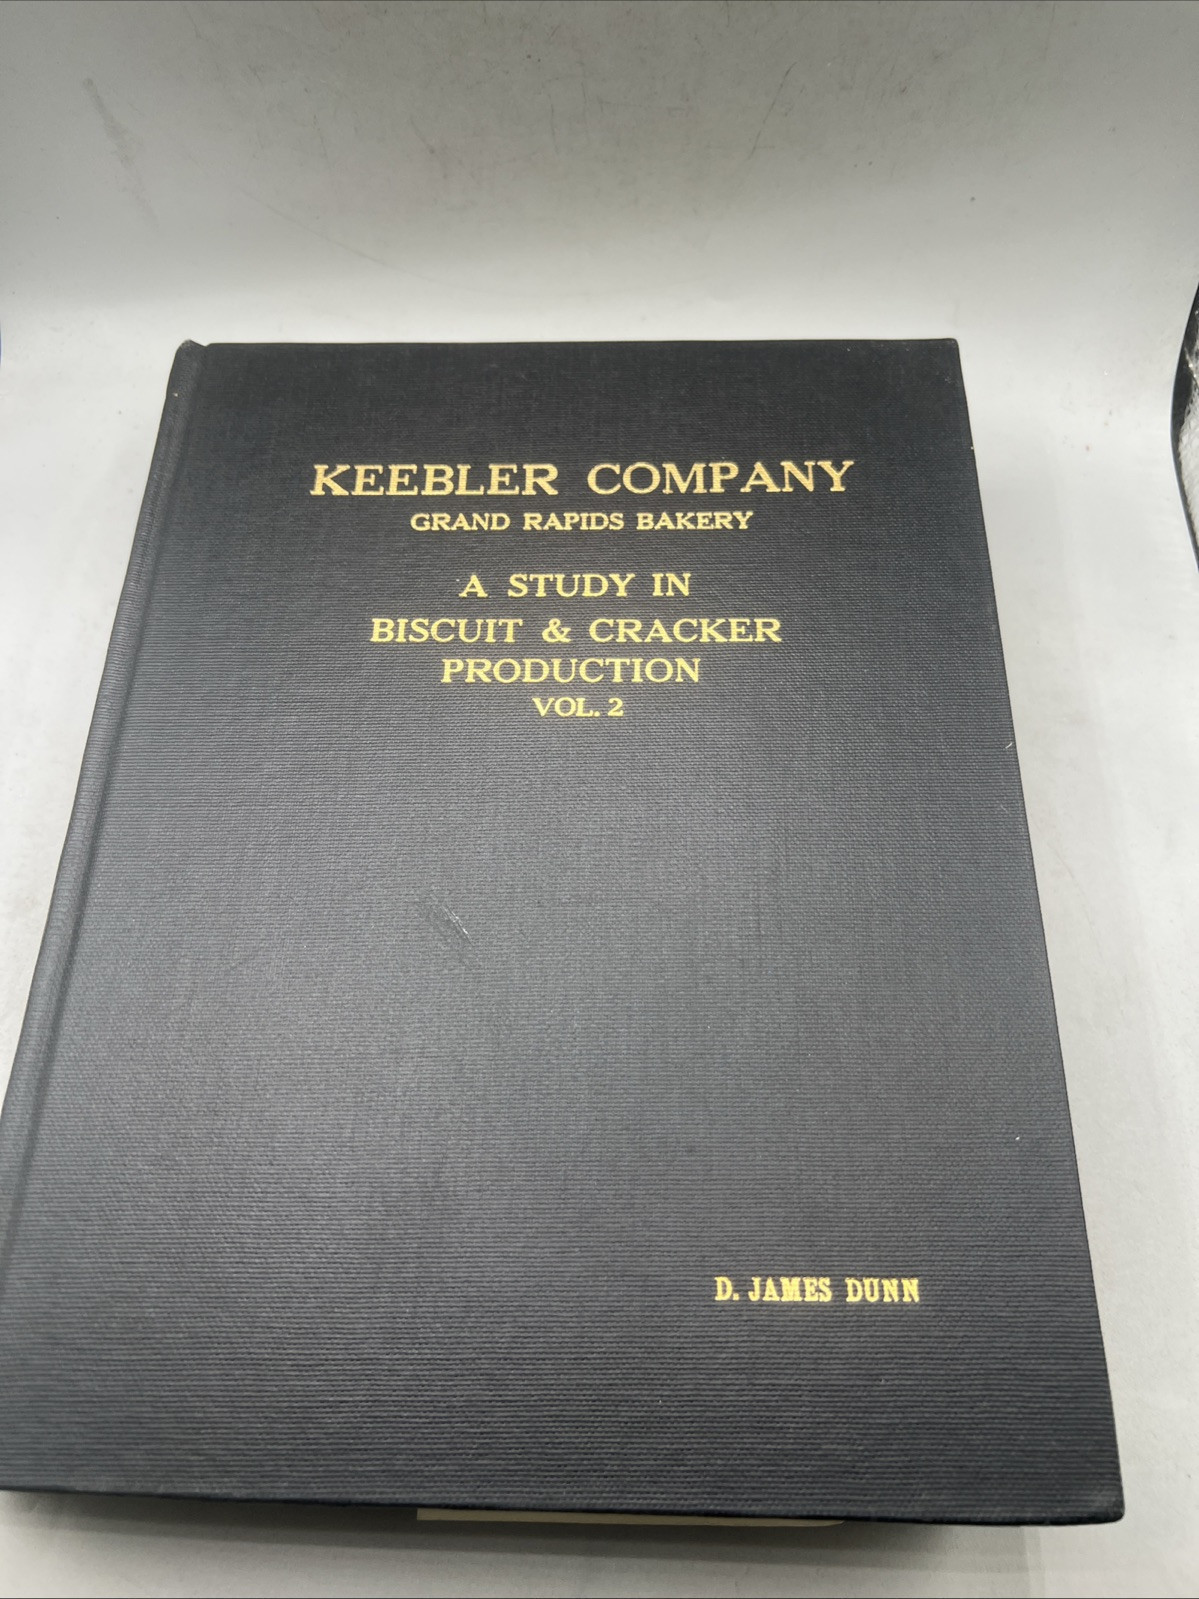 KEEBLER COMPANY
GRAND RAPIDS BAKERY
A STUDY IN
BISCUIT & CRACKER
PRODUCTION
VOL. 2
D. JAMES DUNN